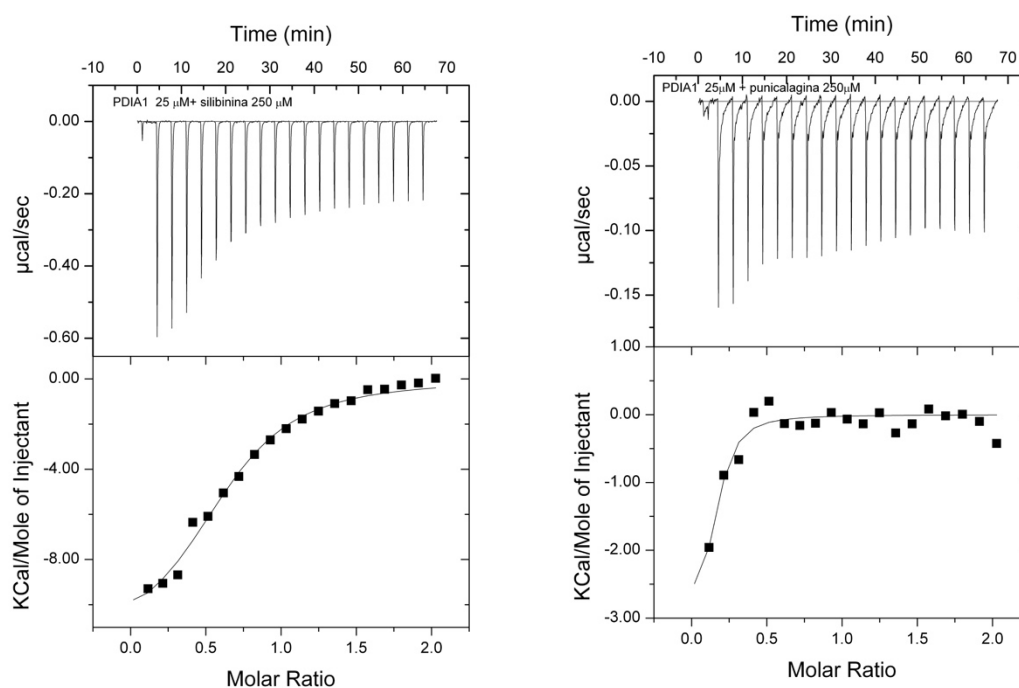 Time (min)
-10 0 10 20 30 40 50 60 70
PDIA1 25 µM+ silibinina 250 µM
0.00
-0.20
-0.40
-0.60
µcal/sec
0.00
-4.00
-8.00
KCal/Mole of Injectant
0.0 0.5 1.0 1.5 2.0
Molar Ratio
Time (min)
-10 0 10 20 30 40 50 60 70
PDIA1 25µM + punicalagina 250µM
0.00
-0.05
-0.10
-0.15
µcal/sec
1.00
0.00
-1.00
-2.00
-3.00
KCal/Mole of Injectant
0.0 0.5 1.0 1.5 2.0
Molar Ratio